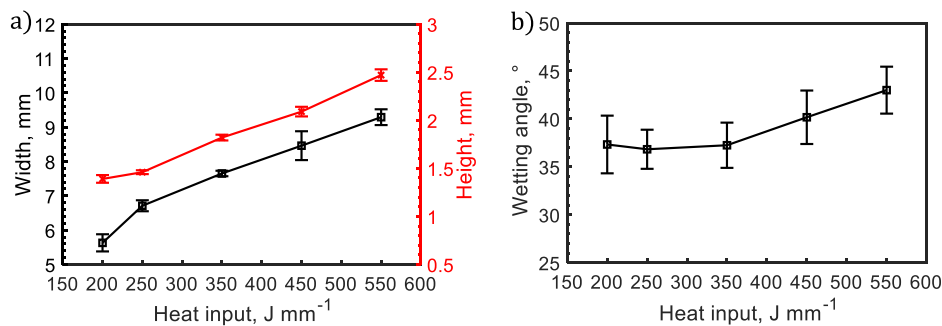 a)
12
11
10
9
8
7
6
5
Width, mm
3
2.5
2
1.5
1
0.5
Height, mm
150 200 250 300 350 400 450 500 550 600
Heat input, J mm-1
b)
50
45
40
35
30
25
Wetting angle, °
150 200 250 300 350 400 450 500 550 600
Heat input, J mm-1